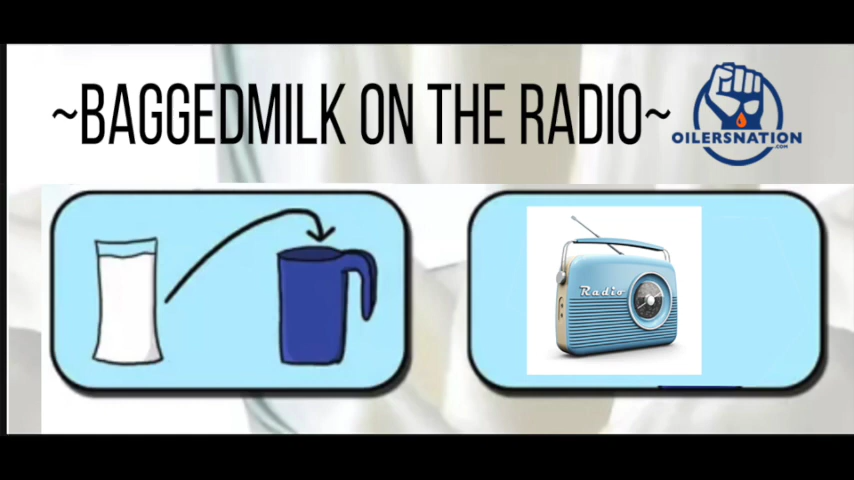 ~BAGGEDMILK ON THE RADIO~
OILERSNATION
.COM
Radio